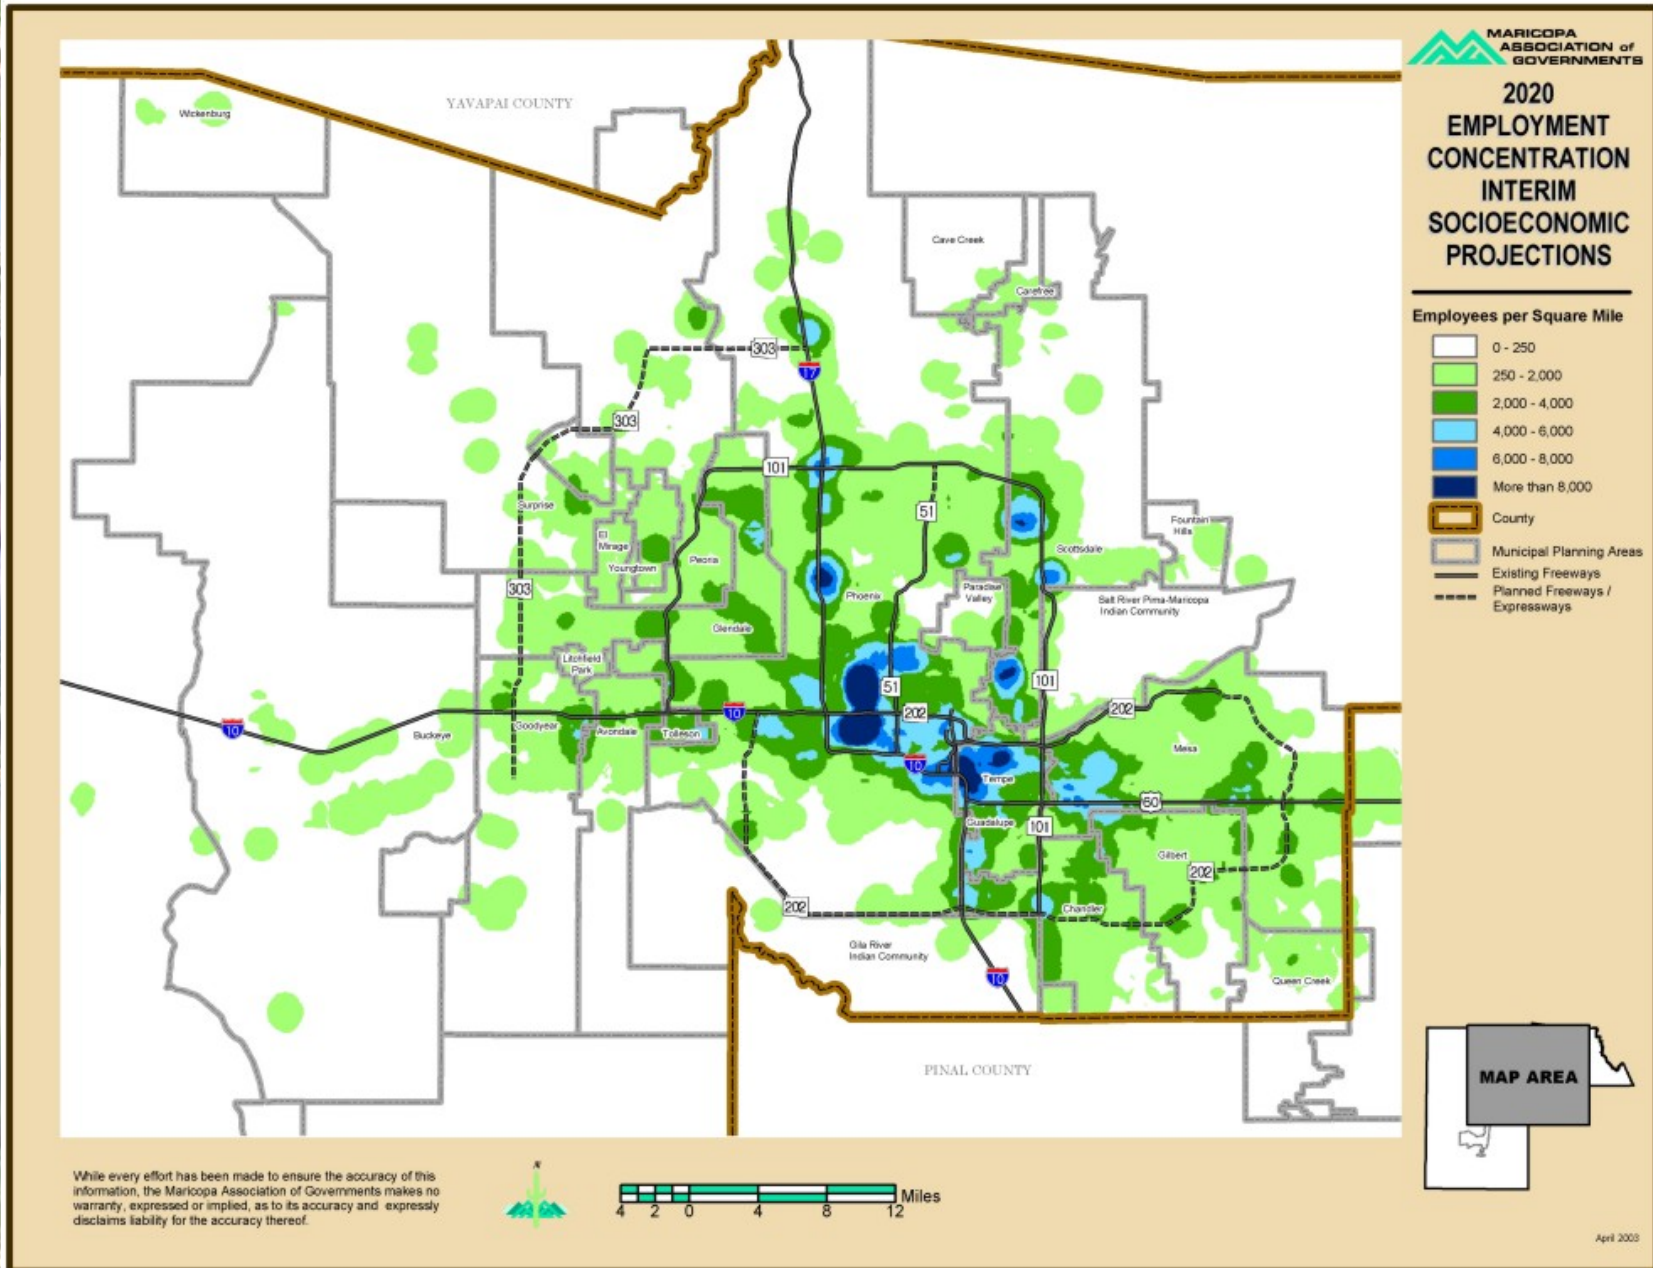 MARICOPA
ASSOCIATION of
GOVERNMENTS
2020
EMPLOYMENT
CONCENTRATION
INTERIM
SOCIOECONOMIC
PROJECTIONS
Employees per Square Mile
0 - 250
250 - 2,000
2,000 - 4,000
4,000 - 6,000
6,000 - 8,000
More than 8,000
County
Municipal Planning Areas
Existing Freeways
Planned Freeways /
Expressways
YAVAPAI COUNTY
Wickenburg
Cave Creek
Carefree
303
17
303
101
Surprise
51
Fountain
Hills
El
Mirage
Scottsdale
Youngtown
Peoria
303
Phoenix
Paradise
Valley
Salt River Pima-Maricopa
Indian Community
Glendale
Litchfield
Park
51
101
202
10
10
202
Buckeye
Goodyear
Avondale
Tolleson
Mesa
10
Tempe
60
Guadalupe
101
Gilbert
202
202
Chandler
Gila River
Indian Community
10
Queen Creek
PINAL COUNTY
MAP AREA
While every effort has been made to ensure the accuracy of this
information, the Maricopa Association of Governments makes no
warranty, expressed or implied, as to its accuracy and expressly
disclaims liability for the accuracy thereof.
N
Miles
4 2 0 4 8 12
April 2003